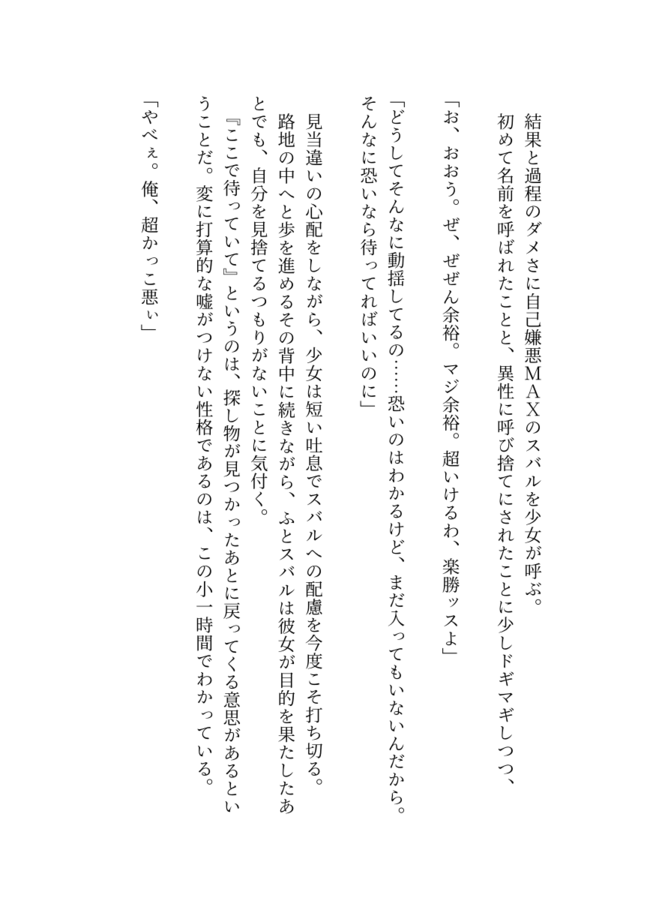 結果と過程のダメさに自己嫌悪ＭＡＸのスバルを少女が呼ぶ。
初めて名前を呼ばれたことと、異性に呼び捨てにされたことに少しドギマギしつつ、
「お、おおう。ぜ、ぜぜん余裕。マジ余裕。超いけるわ、楽勝ッスよ」
「どうしてそんなに動揺してるの……恐いのはわかるけど、まだ入ってもいないんだから。
そんなに恐いなら待ってればいいのに」
見当違いの心配をしながら、少女は短い吐息でスバルへの配慮を今度こそ打ち切る。
路地の中へと歩を進めるその背中に続きながら、ふとスバルは彼女が目的を果たしたあ
とでも、自分を見捨てるつもりがないことに気付く。
『ここで待っていて』というのは、探し物が見つかったあとに戻ってくる意思があるとい
うことだ。変に打算的な嘘がつけない性格であるのは、この小一時間でわかっている。
「やべぇ。俺、超かっこ悪ぃ」